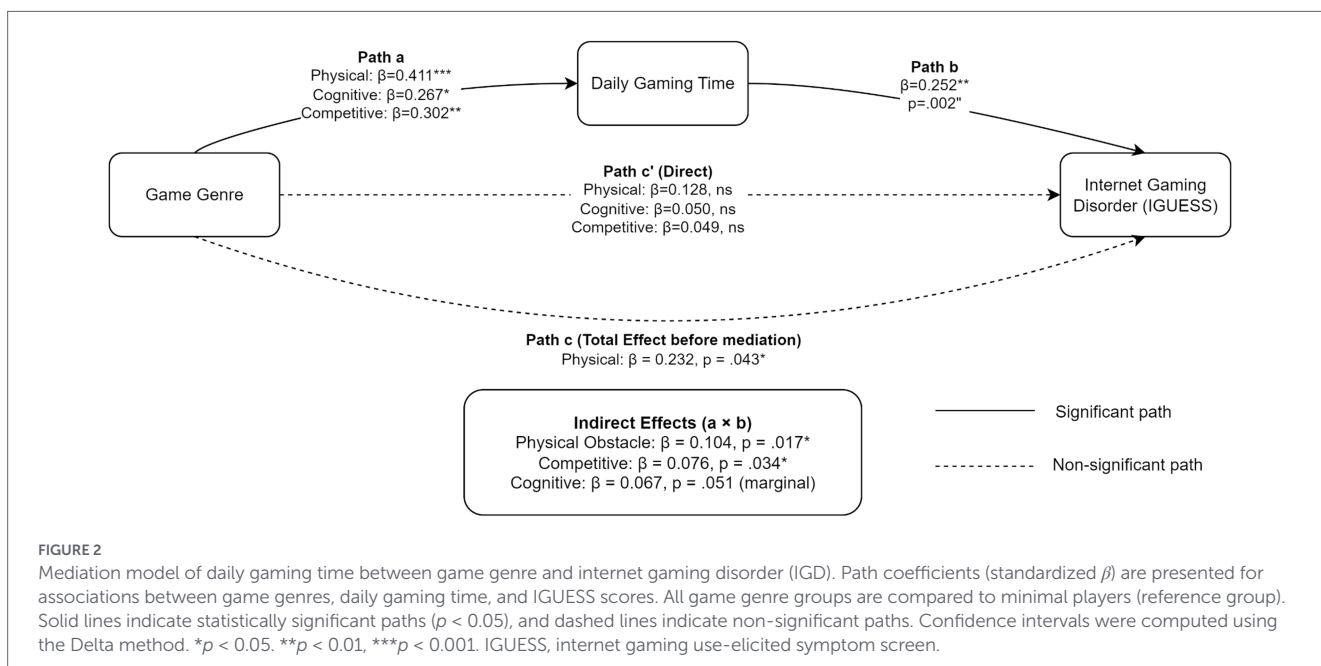 Path a
Physical: β=0.411***
Cognitive: β=0.267*
Competitive: β=0.302**
Daily Gaming Time
Path b
β=0.252**
p=.002"
Game Genre
Path c' (Direct)
Physical: β=0.128, ns
Cognitive: β=0.050, ns
Competitive: β=0.049, ns
Internet Gaming
Disorder (IGUESS)
Path c (Total Effect before mediation)
Physical: β = 0.232, p = .043*
Indirect Effects (a × b)
Physical Obstacle: β = 0.104, p = .017*
Competitive: β = 0.076, p = .034*
Cognitive: β = 0.067, p = .051 (marginal)
Significant path
Non-significant path
FIGURE 2
Mediation model of daily gaming time between game genre and internet gaming disorder (IGD). Path coefficients (standardized β) are presented for
associations between game genres, daily gaming time, and IGUESS scores. All game genre groups are compared to minimal players (reference group).
Solid lines indicate statistically significant paths (p < 0.05), and dashed lines indicate non-significant paths. Confidence intervals were computed using
the Delta method. *p < 0.05. **p < 0.01, ***p < 0.001. IGUESS, internet gaming use-elicited symptom screen.